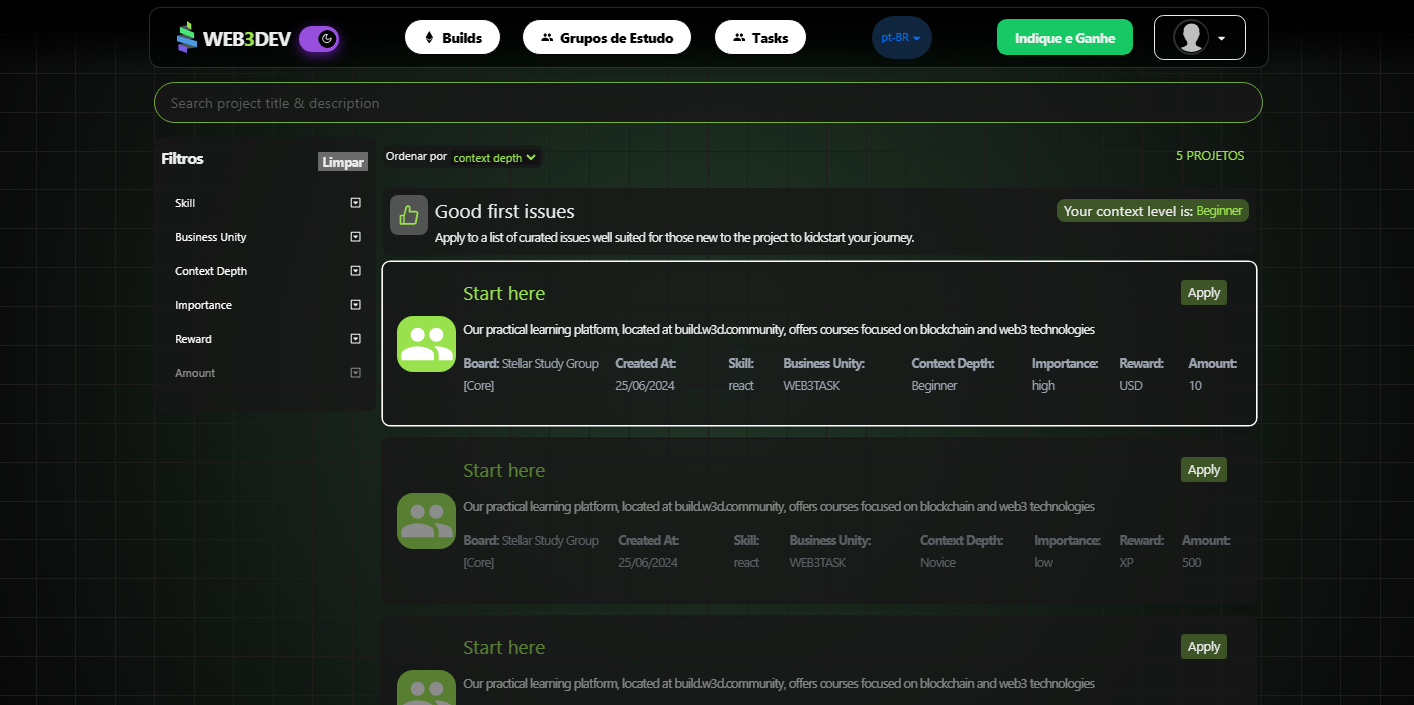 WEB3DEV
Builds
Grupos de Estudo
Tasks
pt-BR
Indique e Ganhe
Search project title & description
Filtros
Limpar
Skill
Business Unity
Context Depth
Importance
Reward
Amount
Ordenar por context depth
5 PROJETOS
Good first issues
Your context level is: Beginner
Apply to a list of curated issues well suited for those new to the project to kickstart your journey.
Start here
Apply
Our practical learning platform, located at build.w3d.community, offers courses focused on blockchain and web3 technologies
Board: Stellar Study Group Created At: Skill: Business Unity: Context Depth: Importance: Reward: Amount:
[Core] 25/06/2024 react WEB3TASK Beginner high USD 10
Start here
Apply
Our practical learning platform, located at build.w3d.community, offers courses focused on blockchain and web3 technologies
Board: Stellar Study Group Created At: Skill: Business Unity: Context Depth: Importance: Reward: Amount:
[Core] 25/06/2024 react WEB3TASK Novice low XP 500
Start here
Apply
Our practical learning platform, located at build.w3d.community, offers courses focused on blockchain and web3 technologies